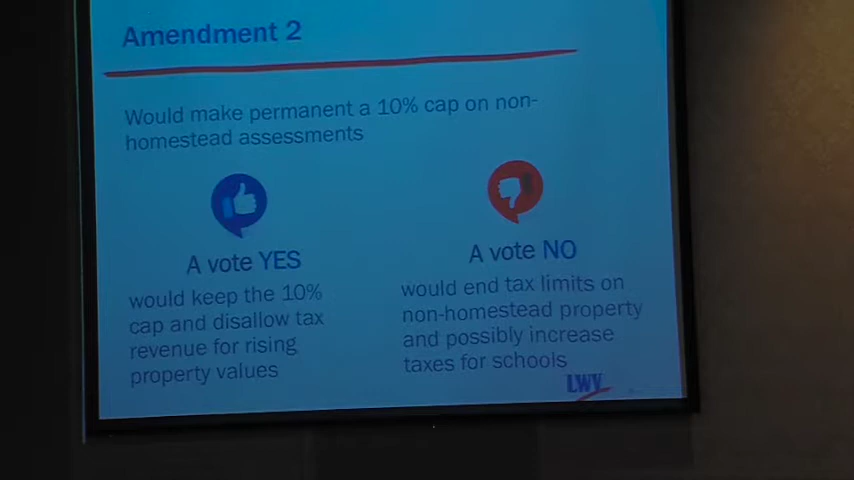 Amendment 2
Would make permanent a 10% cap on non-
homestead assessments
A vote YES
would keep the 10%
cap and disallow tax
revenue for rising
property values
A vote NO
would end tax limits on
non-homestead property
and possibly increase
taxes for schools
LWV